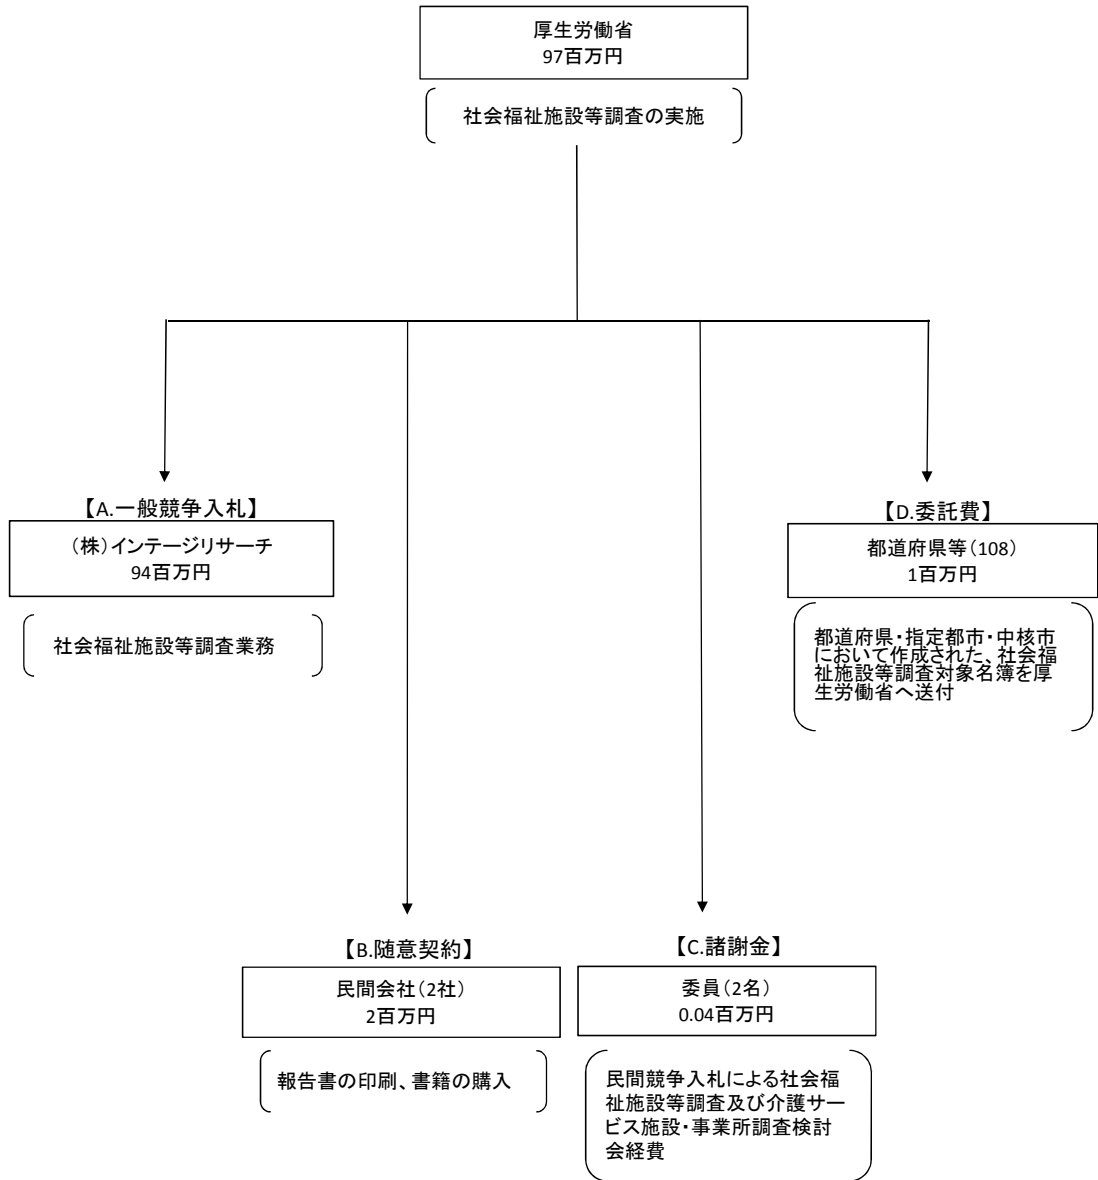 厚生労働省
97百万円
社会福祉施設等調査の実施
【A.一般競争入札】
(株)インテージリサーチ
94百万円
社会福祉施設等調査業務
【D.委託費】
都道府県等(108)
1百万円
都道府県・指定都市・中核市
において作成された、社会福
祉施設等調査対象名簿を厚
生労働省へ送付
【B.随意契約】
民間会社(2社)
2百万円
報告書の印刷、書籍の購入
【C.諸謝金】
委員(2名)
0.04百万円
民間競争入札による社会福
祉施設等調査及び介護サー
ビス施設・事業所調査検討
会経費